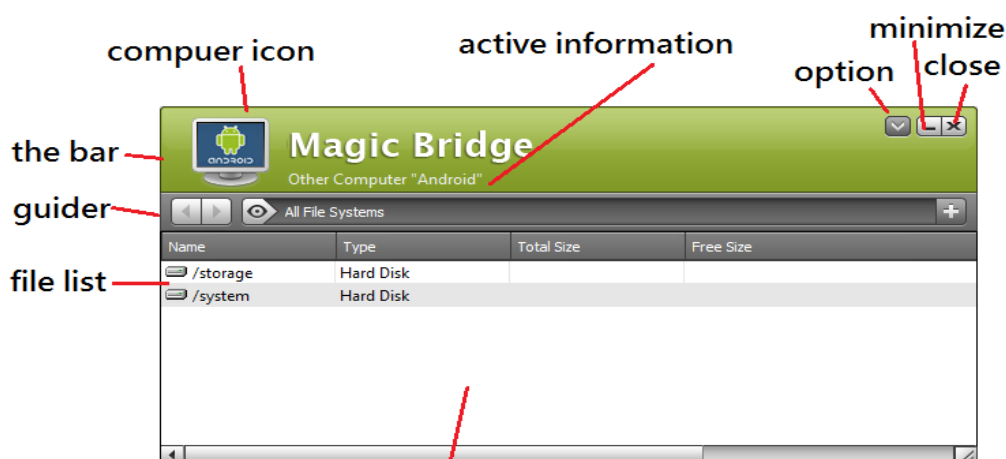 minimize
compuer icon
active information
option
close
ANDROID
Magic Bridge
Other Computer "Android"
the bar
guider
All File Systems
Name Type Total Size Free Size
file list
/storage Hard Disk
/system Hard Disk